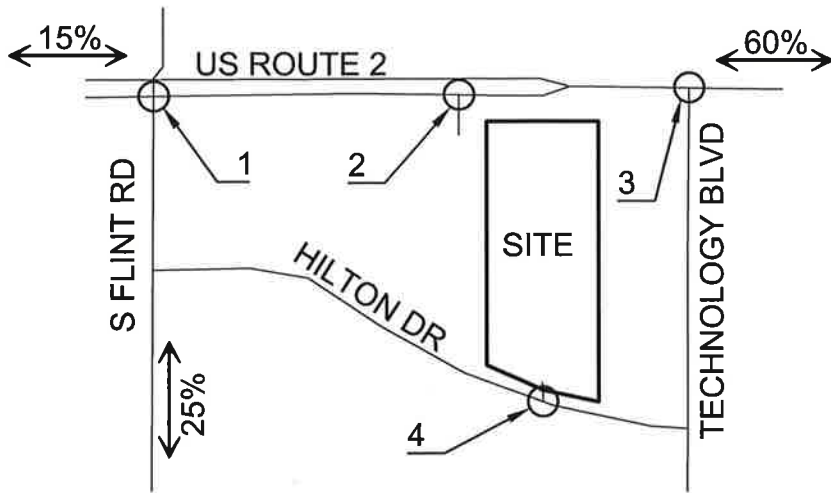 15%
US ROUTE 2
60%
1
2
3
S FLINT RD
HILTON DR
SITE
TECHNOLOGY BLVD
25%
4